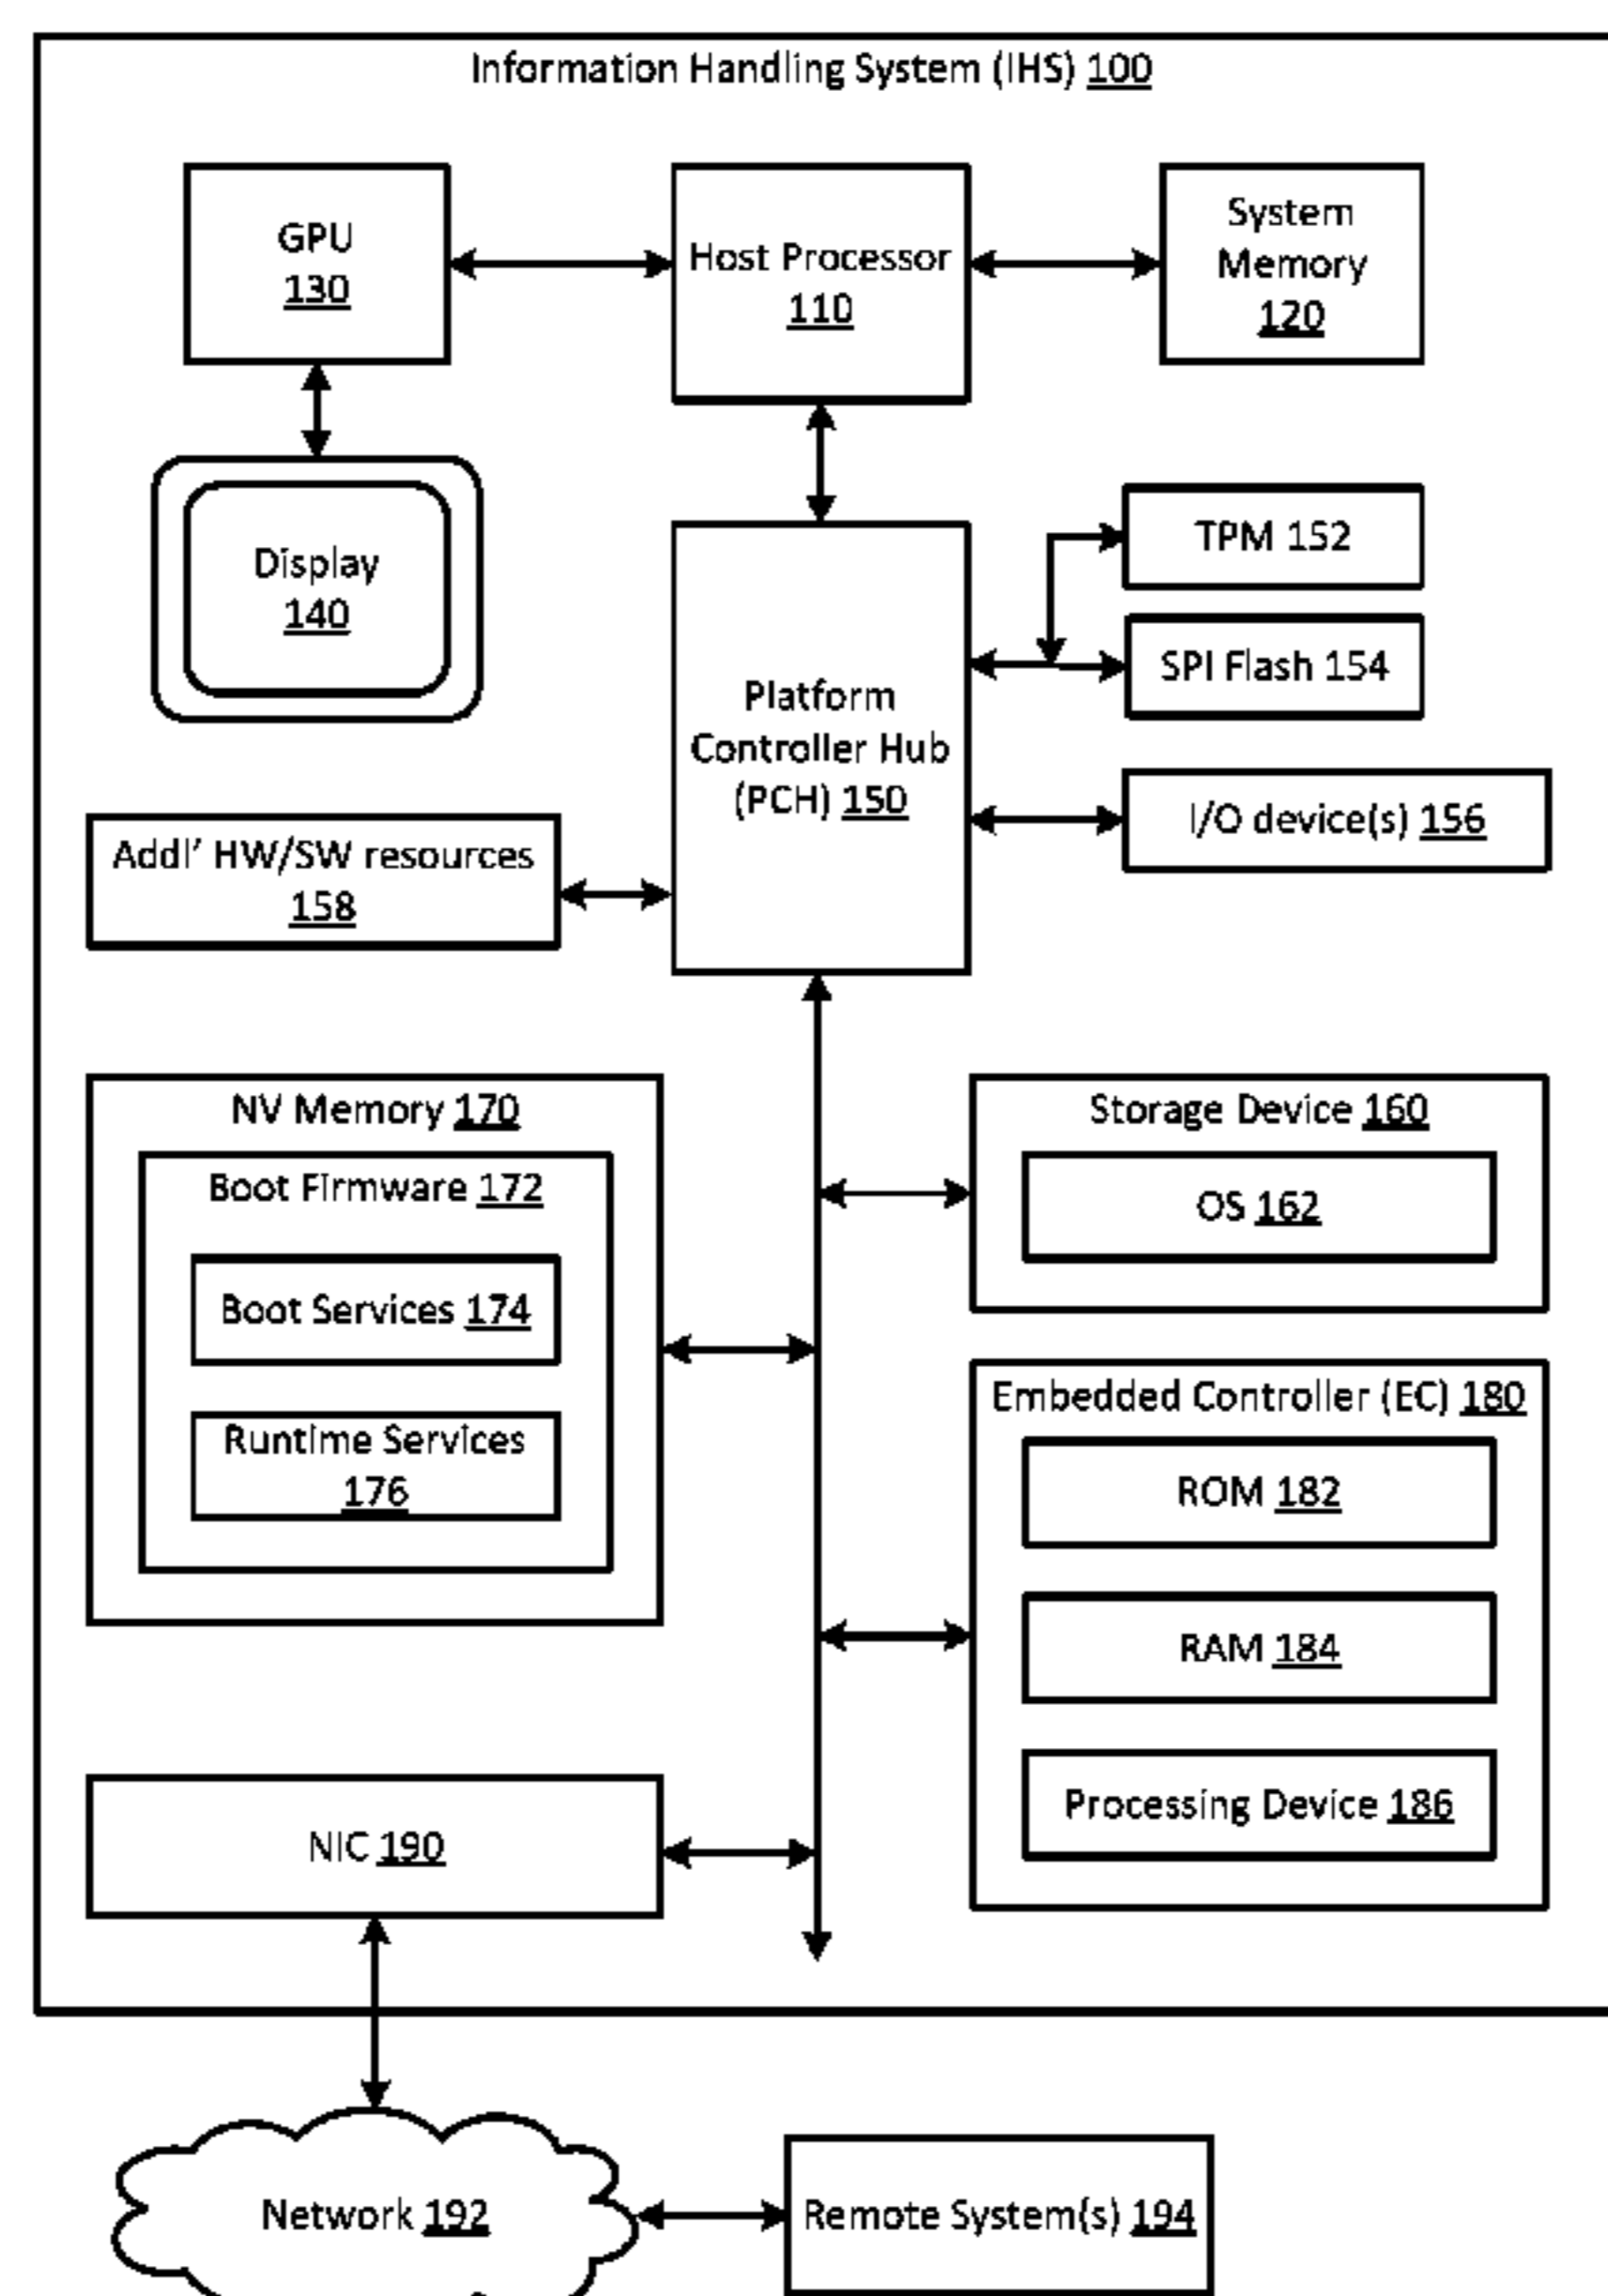 Information Handling System (IHS) 100
GPU
130
Host Processor
110
System
Memory
120
Display
140
TPM 152
SPI Flash 154
Platform
Controller Hub
(PCH) 150
I/O device(s) 156
Addl’ HW/SW resources
158
NV Memory 170
Boot Firmware 172
Boot Services 174
Runtime Services
176
Storage Device 160
OS 162
Embedded Controller (EC) 180
ROM 182
RAM 184
Processing Device 186
NIC 190
Network 192
Remote System(s) 194